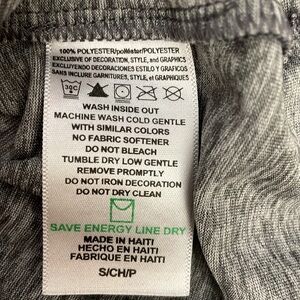 100% POLYESTER/poliéster/POLYESTER
EXCLUSIVE OF DECORATION, STYLE, and GRAPHICS
EXCLUYENDO DECORACIONES ESTILO Y GRAFICOS
SANS INCLURE GARNITURES, STYLE, et GRAPHIQUES
30C
WASH INSIDE OUT
MACHINE WASH COLD GENTLE
WITH SIMILAR COLORS
NO FABRIC SOFTENER
DO NOT BLEACH
TUMBLE DRY LOW GENTLE
REMOVE PROMPTLY
DO NOT IRON DECORATION
DO NOT DRY CLEAN
SAVE ENERGY LINE DRY
MADE IN HAITI
HECHO EN HAITI
FABRIQUE EN HAITI
S/CH/P